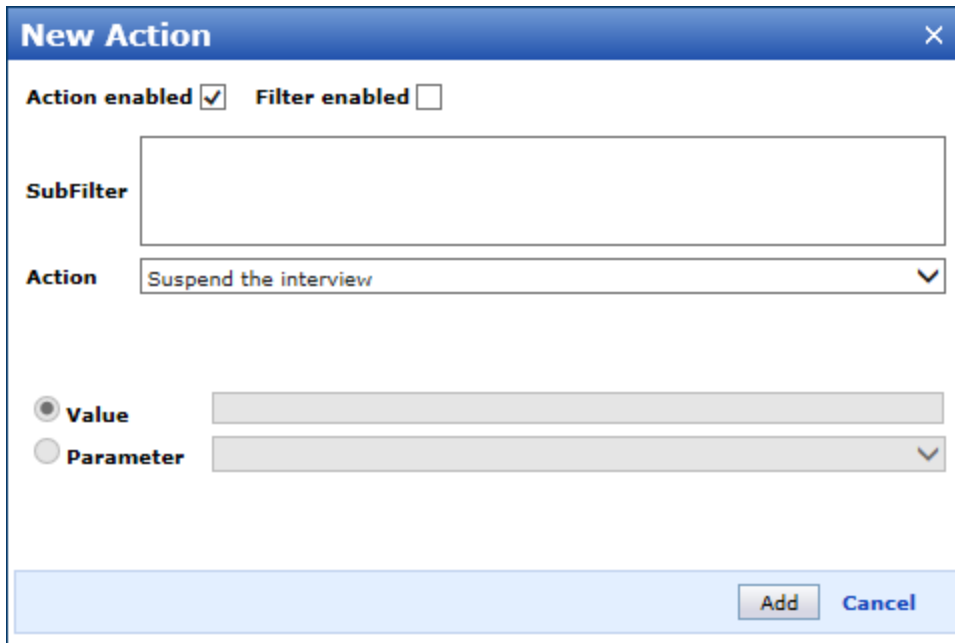 New Action
Action enabled Filter enabled
SubFilter
Action Suspend the interview
Value
Parameter
Add Cancel